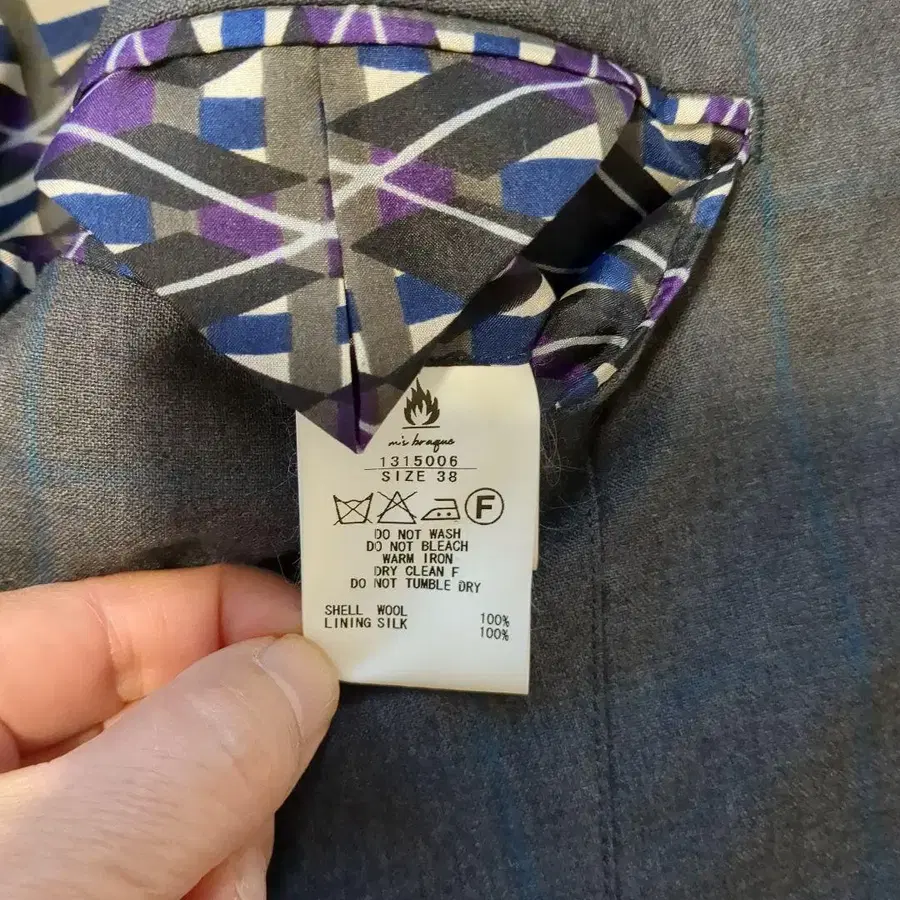 m's braque
1315006
SIZE 38
F
DO NOT WASH
DO NOT BLEACH
WARM IRON
DRY CLEAN F
DO NOT TUMBLE DRY
SHELL WOOL 100%
LINING SILK 100%